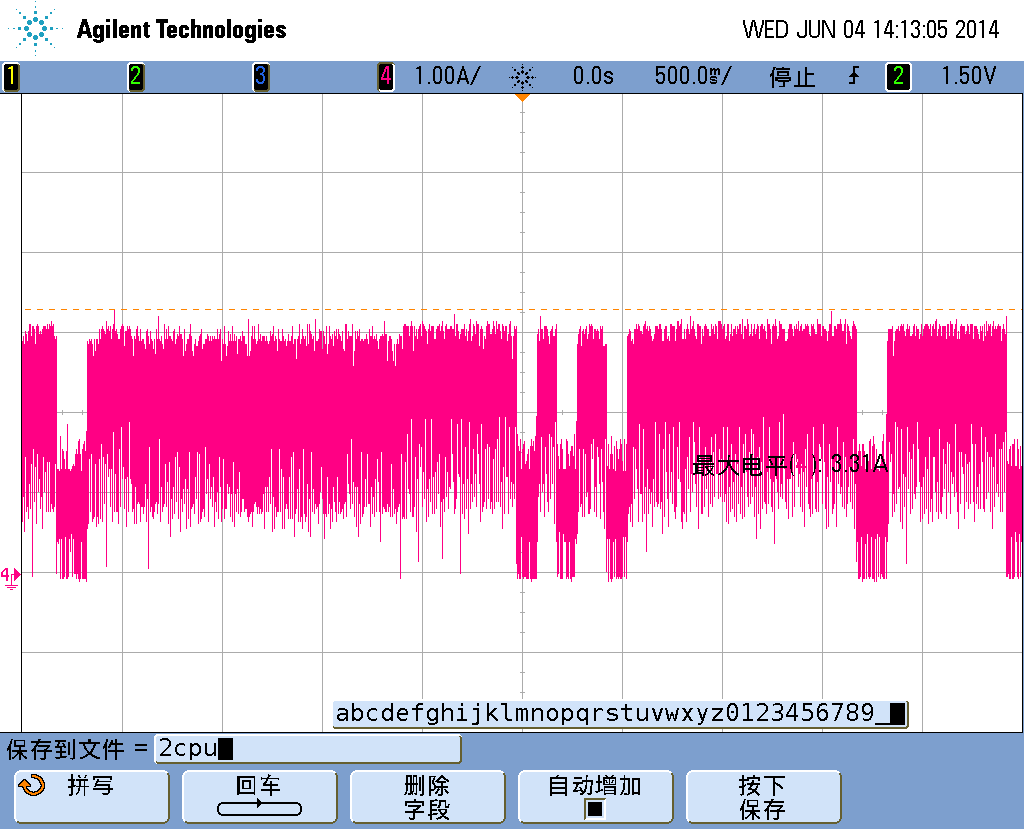 Agilent Technologies WED JUN 04 14:13:05 2014
1 2 3 4 1.00A/ 0.0s 500.0ms/ 停止 2 1.50V
最大电平(4): 3.31A
4
abcdefghijklmnopqrstuvwxyz0123456789_
保存到文件 = 2cpu
拼写 回车 删除 自动增加 按下
字段 保存